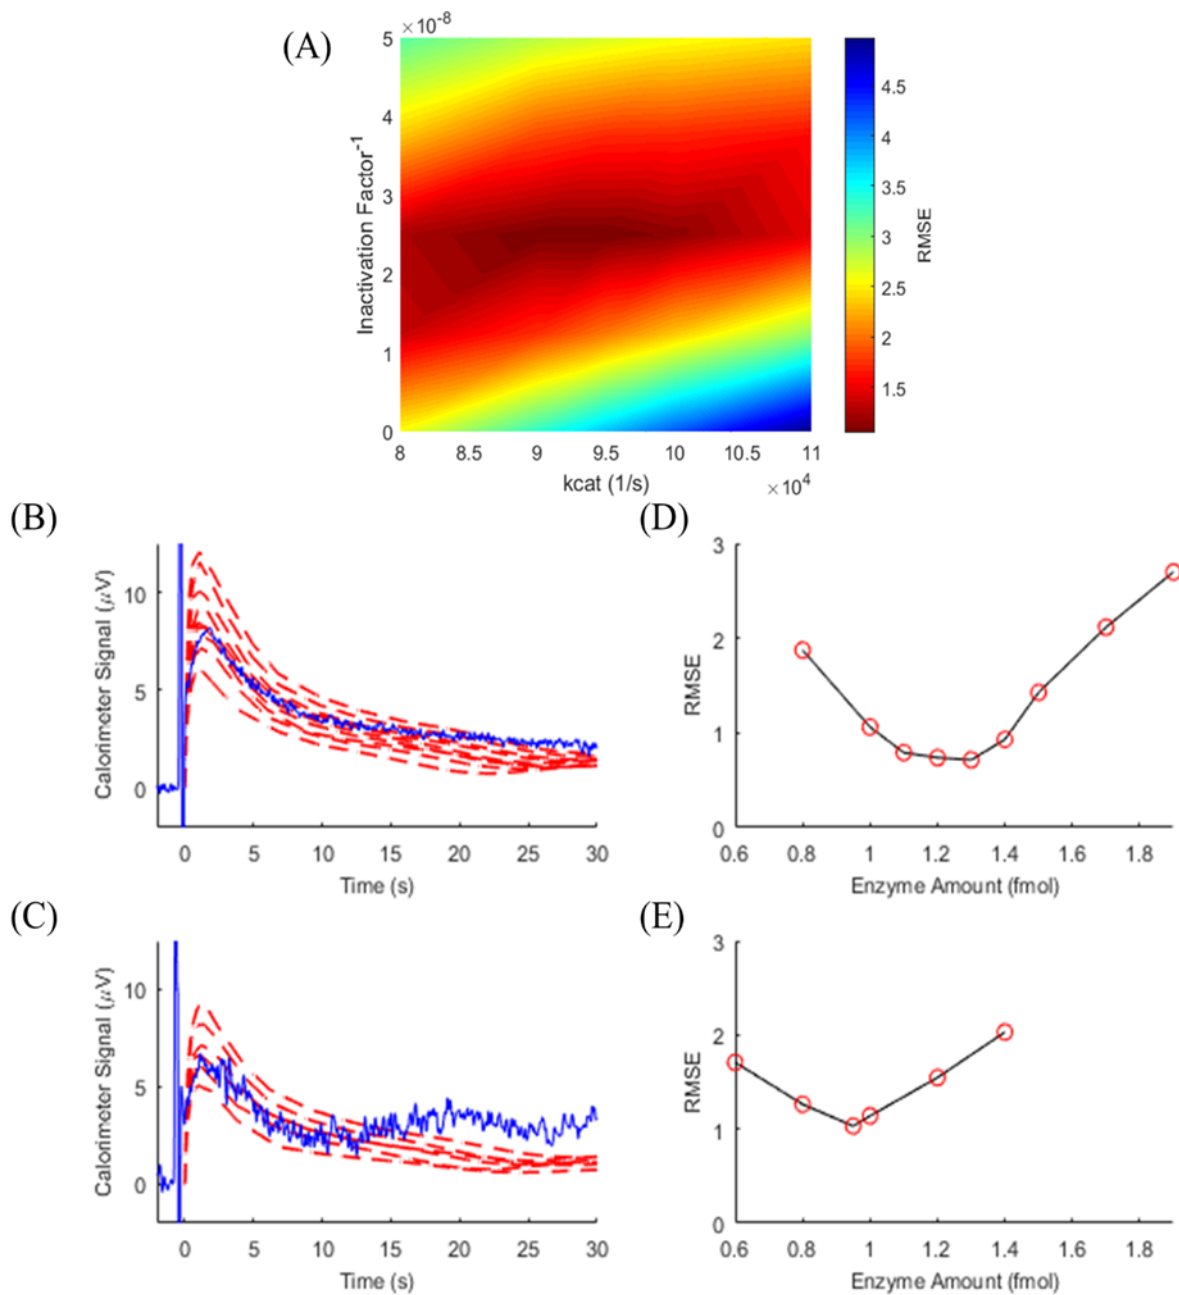 (A)
×10⁻⁸
5
4
3
2
1
0
Inactivation Factor⁻¹
8 8.5 9 9.5 10 10.5 11
kcat (1/s)
×10⁴
4.5
4
3.5
3
2.5
2
1.5
RMSE
(B)
10
5
0
Calorimeter Signal (μV)
0 5 10 15 20 25 30
Time (s)
(D)
3
2
1
0
RMSE
0.6 0.8 1 1.2 1.4 1.6 1.8
Enzyme Amount (fmol)
(C)
10
5
0
Calorimeter Signal (μV)
0 5 10 15 20 25 30
Time (s)
(E)
3
2
1
0
RMSE
0.6 0.8 1 1.2 1.4 1.6 1.8
Enzyme Amount (fmol)